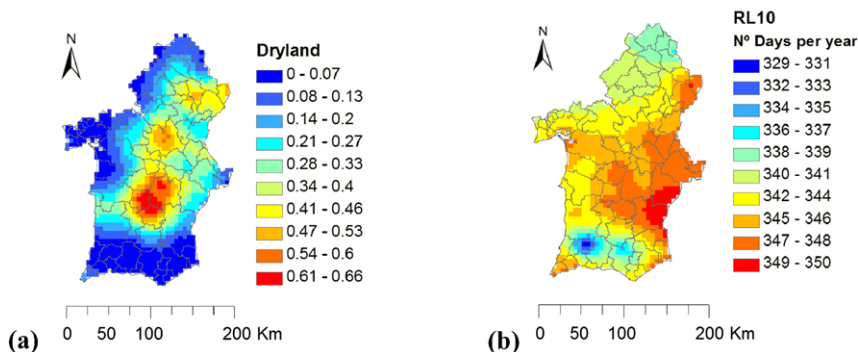 N
Dryland
0 - 0.07
0.08 - 0.13
0.14 - 0.2
0.21 - 0.27
0.28 - 0.33
0.34 - 0.4
0.41 - 0.46
0.47 - 0.53
0.54 - 0.6
0.61 - 0.66
0 50 100 200 Km
(a)
N
RL10
Nº Days per year
329 - 331
332 - 333
334 - 335
336 - 337
338 - 339
340 - 341
342 - 344
345 - 346
347 - 348
349 - 350
0 50 100 200 Km
(b)